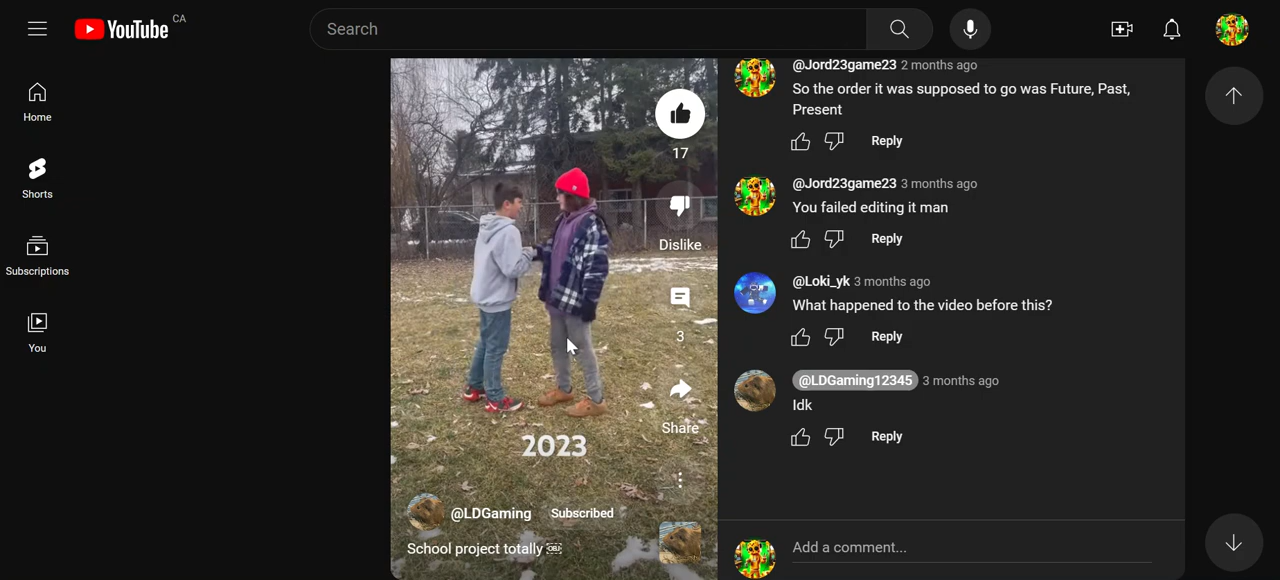 YouTube CA
Search
Home
Shorts
Subscriptions
You
17
Dislike
3
Share
2023
@LDGaming Subscribed
School project totally
@Jord23game23 2 months ago
So the order it was supposed to go was Future, Past,
Present
Reply
@Jord23game23 3 months ago
You failed editing it man
Reply
@Loki_yk 3 months ago
What happened to the video before this?
Reply
@LDGaming12345 3 months ago
Idk
Reply
Add a comment...